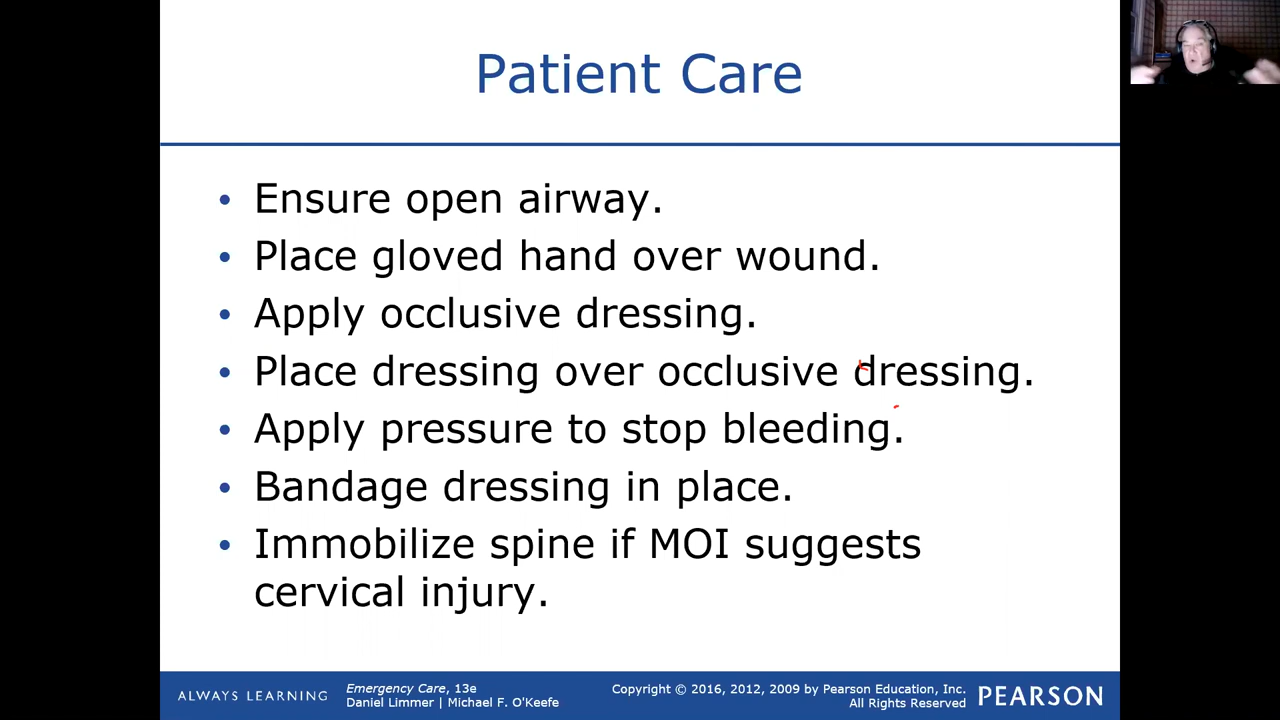 Patient Care
• Ensure open airway.
• Place gloved hand over wound.
• Apply occlusive dressing.
• Place dressing over occlusive dressing.
• Apply pressure to stop bleeding.
• Bandage dressing in place.
• Immobilize spine if MOI suggests
cervical injury.
ALWAYS LEARNING
Emergency Care, 13e
Daniel Limmer | Michael F. O'Keefe
Copyright © 2016, 2012, 2009 by Pearson Education, Inc.
All Rights Reserved
PEARSON